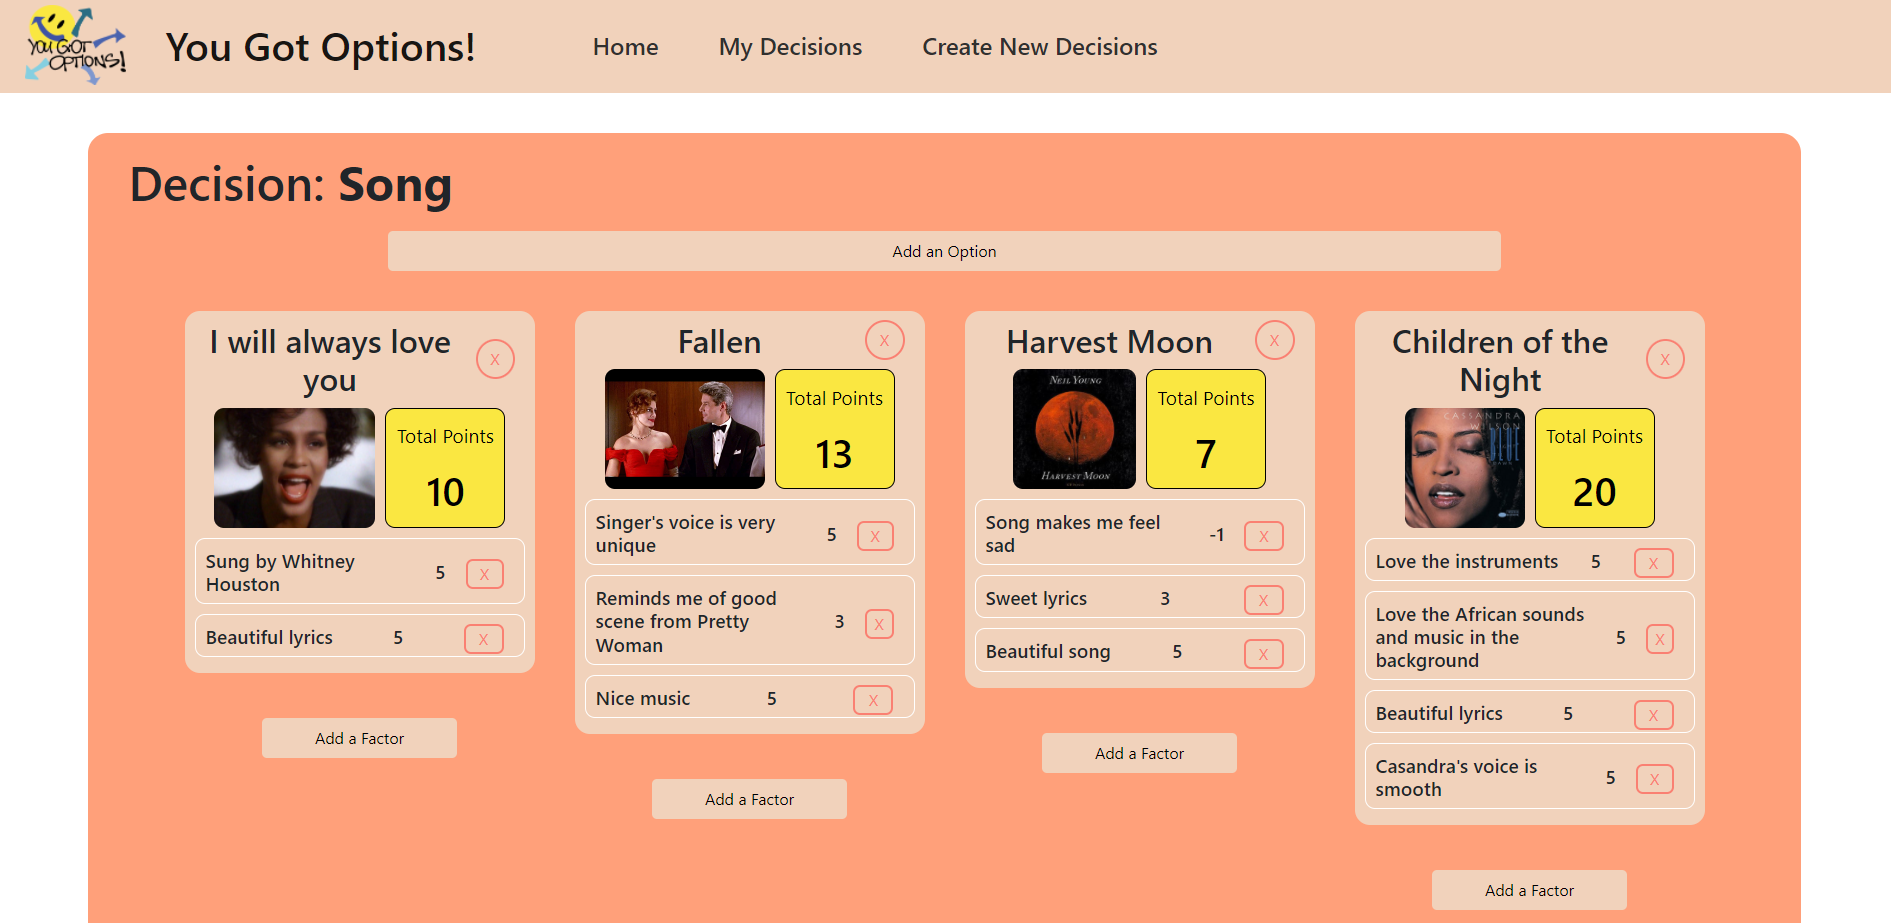 YOU GOT
OPTIONS!
You Got Options!
Home
My Decisions
Create New Decisions
Decision: Song
Add an Option
I will always love
you
X
Total Points
10
Sung by Whitney
Houston
5
X
Beautiful lyrics
5
X
Add a Factor
Fallen
X
Total Points
13
Singer's voice is very
unique
5
X
Reminds me of good
scene from Pretty
Woman
3
X
Nice music
5
X
Add a Factor
Harvest Moon
X
NEIL YOUNG
HARVEST MOON
Total Points
7
Song makes me feel
sad
-1
X
Sweet lyrics
3
X
Beautiful song
5
X
Add a Factor
Children of the
Night
X
CASSANDRA
WILSON
BLUE
Total Points
20
Love the instruments
5
X
Love the African sounds
and music in the
background
5
X
Beautiful lyrics
5
X
Casandra's voice is
smooth
5
X
Add a Factor